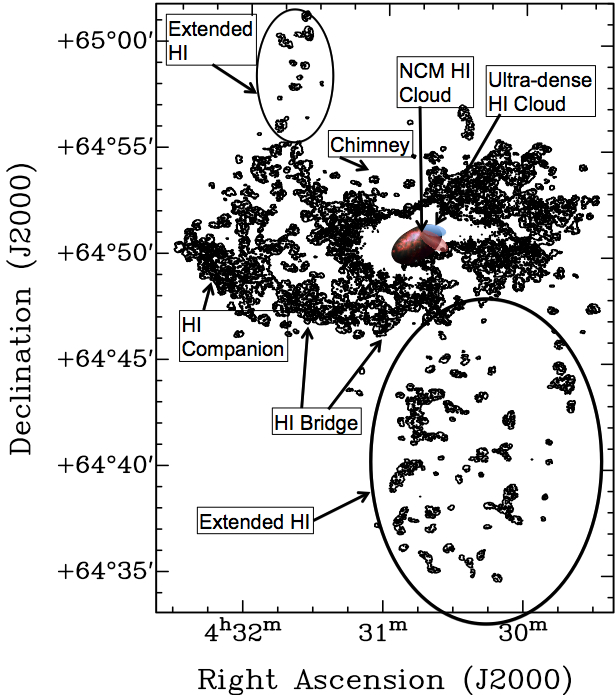 +65°00′
Extended
HI
NCM HI
Cloud
Ultra-dense
HI Cloud
+64°55′
Chimney
+64°50′
HI
Companion
+64°45′
HI Bridge
+64°40′
Extended HI
+64°35′
4ʰ32ᵐ 31ᵐ 30ᵐ
Right Ascension (J2000)
Declination (J2000)